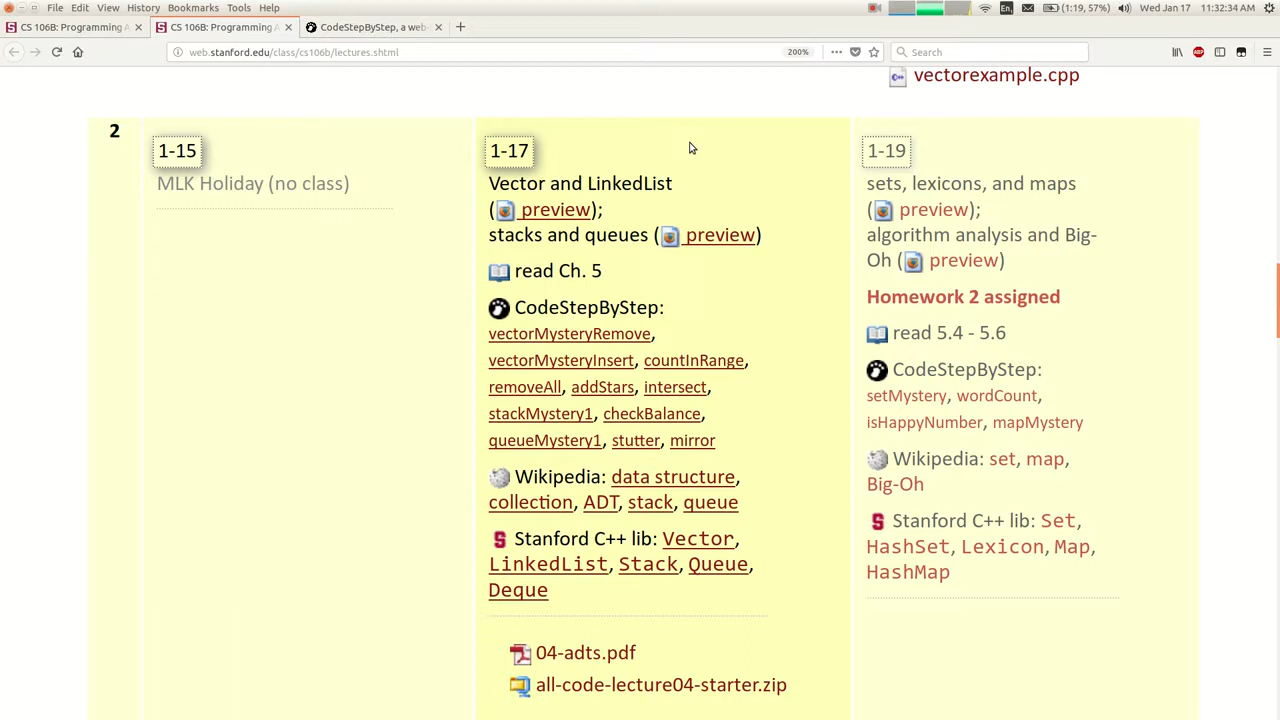 File Edit View History Bookmarks Tools Help
En (1:19, 57%) Wed Jan 17 11:32:34 AM
CS 106B: Programming A CS 106B: Programming A CodeStepByStep, a web-
web.stanford.edu/class/cs106b/lectures.shtml 200% Search
vectorexample.cpp
2
1-15
MLK Holiday (no class)
1-17
Vector and LinkedList
( preview);
stacks and queues ( preview)
read Ch. 5
CodeStepByStep:
vectorMysteryRemove,
vectorMysteryInsert, countInRange,
removeAll, addStars, intersect,
stackMystery1, checkBalance,
queueMystery1, stutter, mirror
Wikipedia: data structure,
collection, ADT, stack, queue
Stanford C++ lib: Vector,
LinkedList, Stack, Queue,
Deque
04-adts.pdf
all-code-lecture04-starter.zip
1-19
sets, lexicons, and maps
( preview);
algorithm analysis and Big-
Oh ( preview)
Homework 2 assigned
read 5.4 - 5.6
CodeStepByStep:
setMystery, wordCount,
isHappyNumber, mapMystery
Wikipedia: set, map,
Big-Oh
Stanford C++ lib: Set,
HashSet, Lexicon, Map,
HashMap